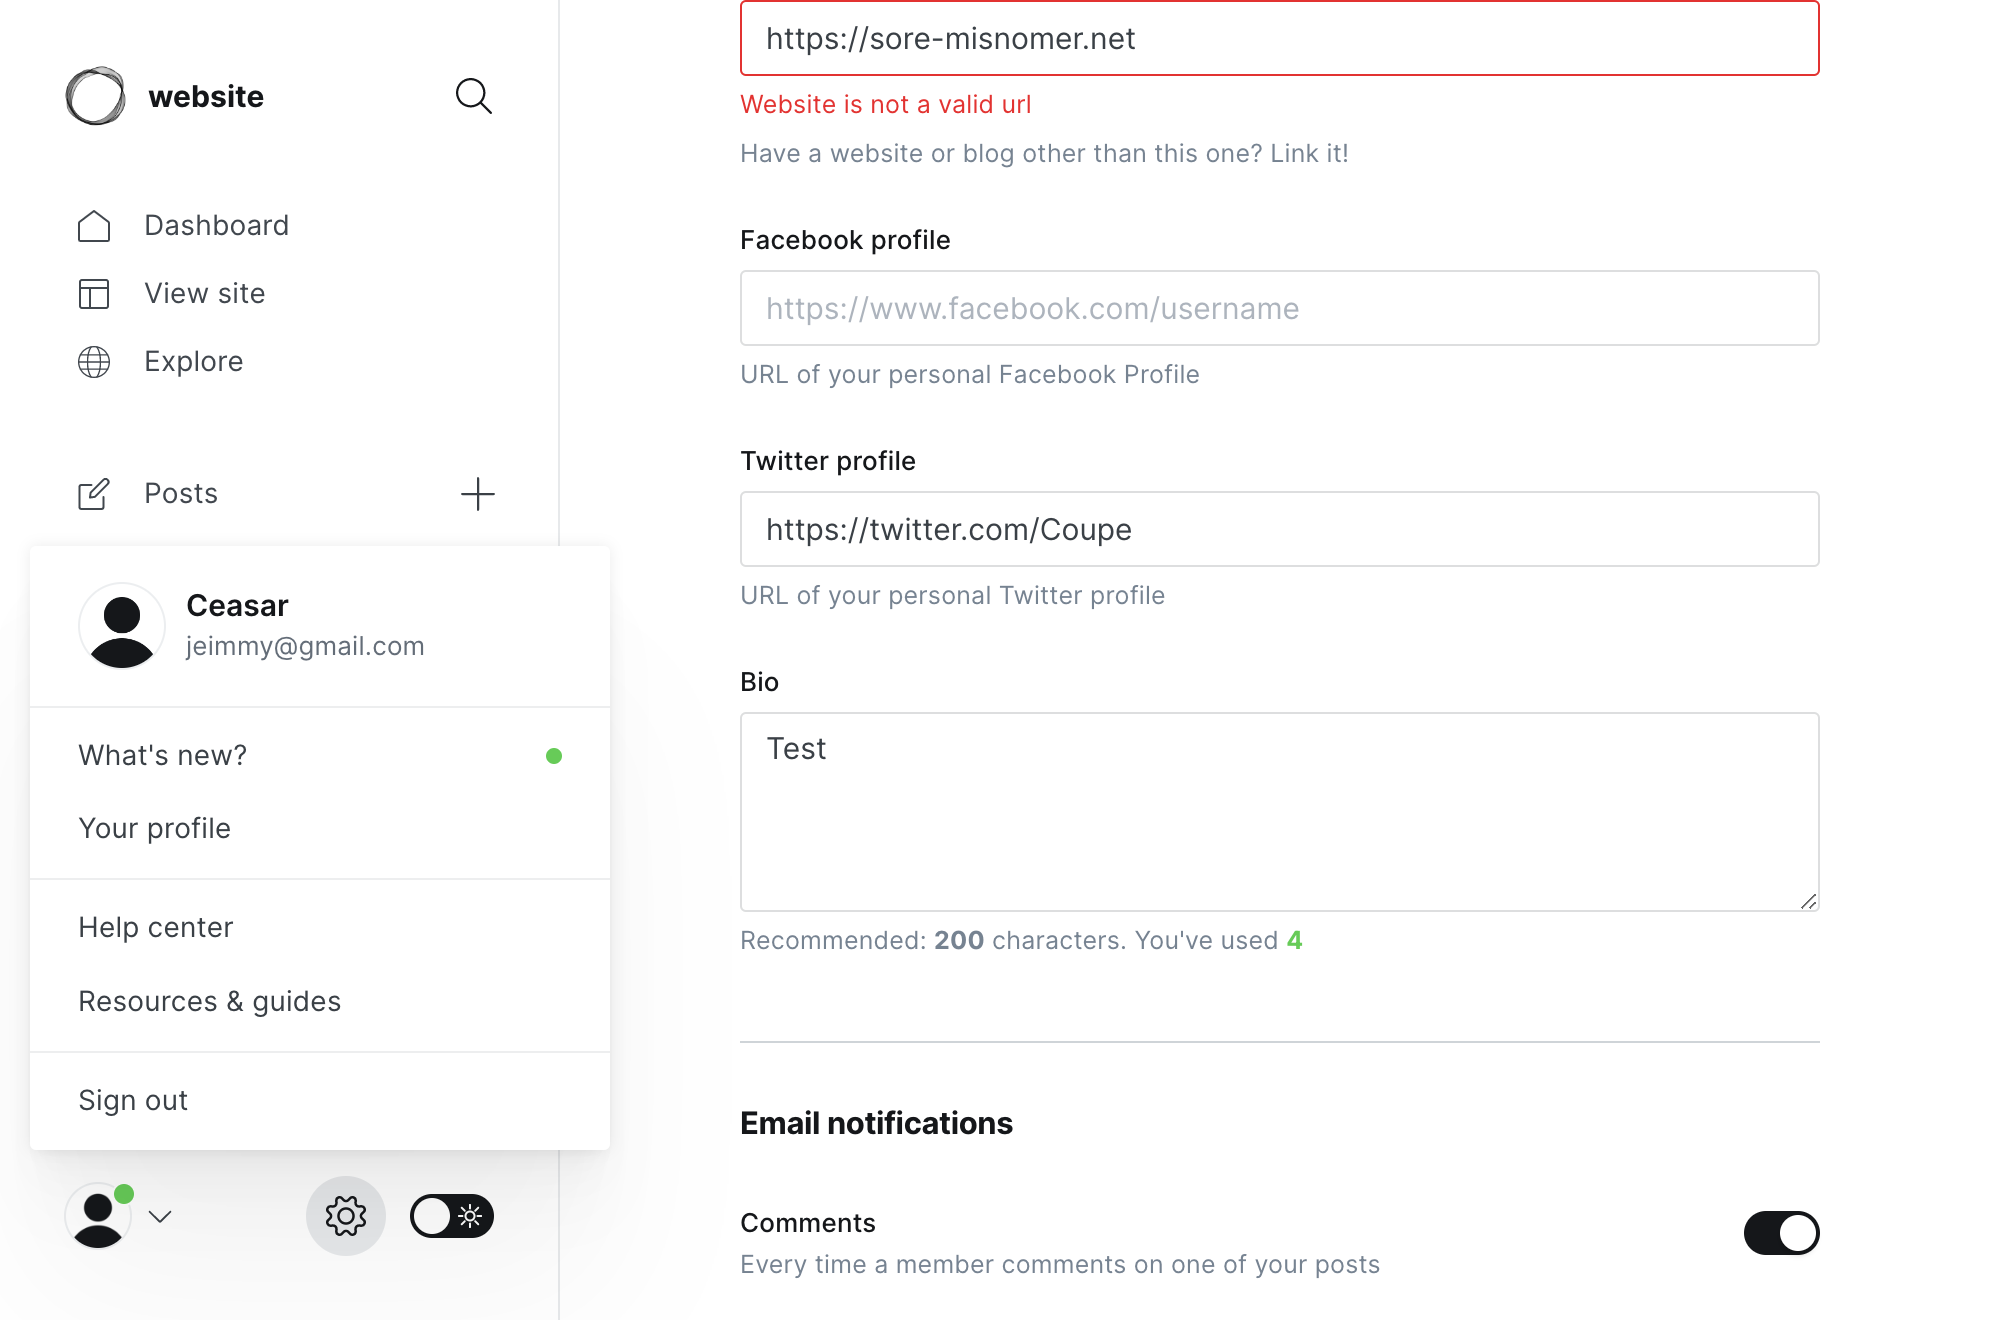 website
Dashboard
View site
Explore
Posts
Ceasar
jeimmy@gmail.com
What's new?
Your profile
Help center
Resources & guides
Sign out
https://sore-misnomer.net
Website is not a valid url
Have a website or blog other than this one? Link it!
Facebook profile
https://www.facebook.com/username
URL of your personal Facebook Profile
Twitter profile
https://twitter.com/Coupe
URL of your personal Twitter profile
Bio
Test
Recommended: 200 characters. You've used 4
Email notifications
Comments
Every time a member comments on one of your posts